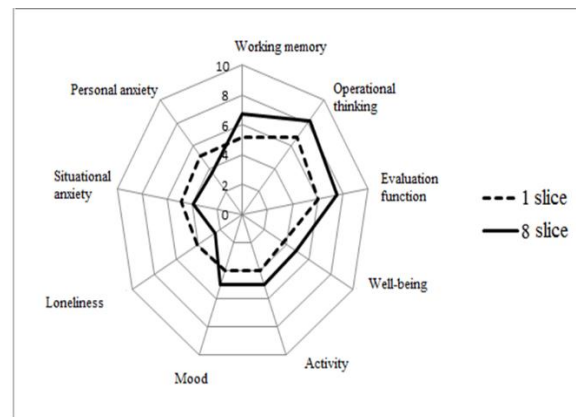 Working memory
10
8
6
4
2
0
Operational
thinking
Evaluation
function
Well-being
Activity
Mood
Loneliness
Situational
anxiety
Personal anxiety
1 slice
8 slice